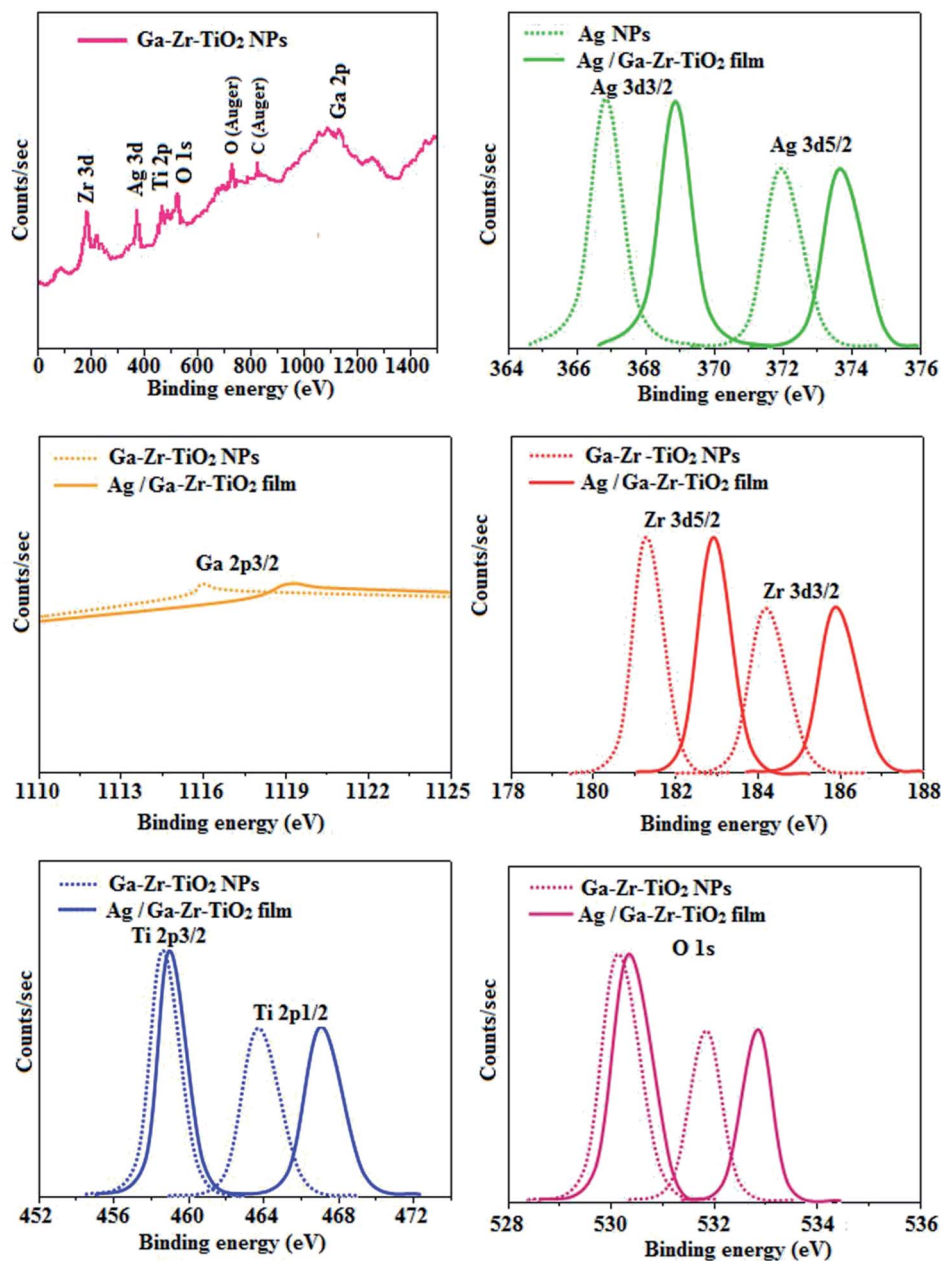 Ga-Zr-TiO2 NPs
Counts/sec
Zr 3d
Ag 3d
Ti 2p
O 1s
O (Auger)
C (Auger)
Ga 2p
0 200 400 600 800 1000 1200 1400
Binding energy (eV)
Ag NPs
Ag / Ga-Zr-TiO2 film
Ag 3d3/2
Ag 3d5/2
Counts/sec
364 366 368 370 372 374 376
Binding energy (eV)
Ga-Zr-TiO2 NPs
Ag / Ga-Zr-TiO2 film
Ga 2p3/2
Counts/sec
1110 1113 1116 1119 1122 1125
Binding energy (eV)
Ga-Zr-TiO2 NPs
Ag / Ga-Zr-TiO2 film
Zr 3d5/2
Zr 3d3/2
Counts/sec
178 180 182 184 186 188
Binding energy (eV)
Ga-Zr-TiO2 NPs
Ag / Ga-Zr-TiO2 film
Ti 2p3/2
Ti 2p1/2
Counts/sec
452 456 460 464 468 472
Binding energy (eV)
Ga-Zr-TiO2 NPs
Ag / Ga-Zr-TiO2 film
O 1s
Counts/sec
528 530 532 534 536
Binding energy (eV)